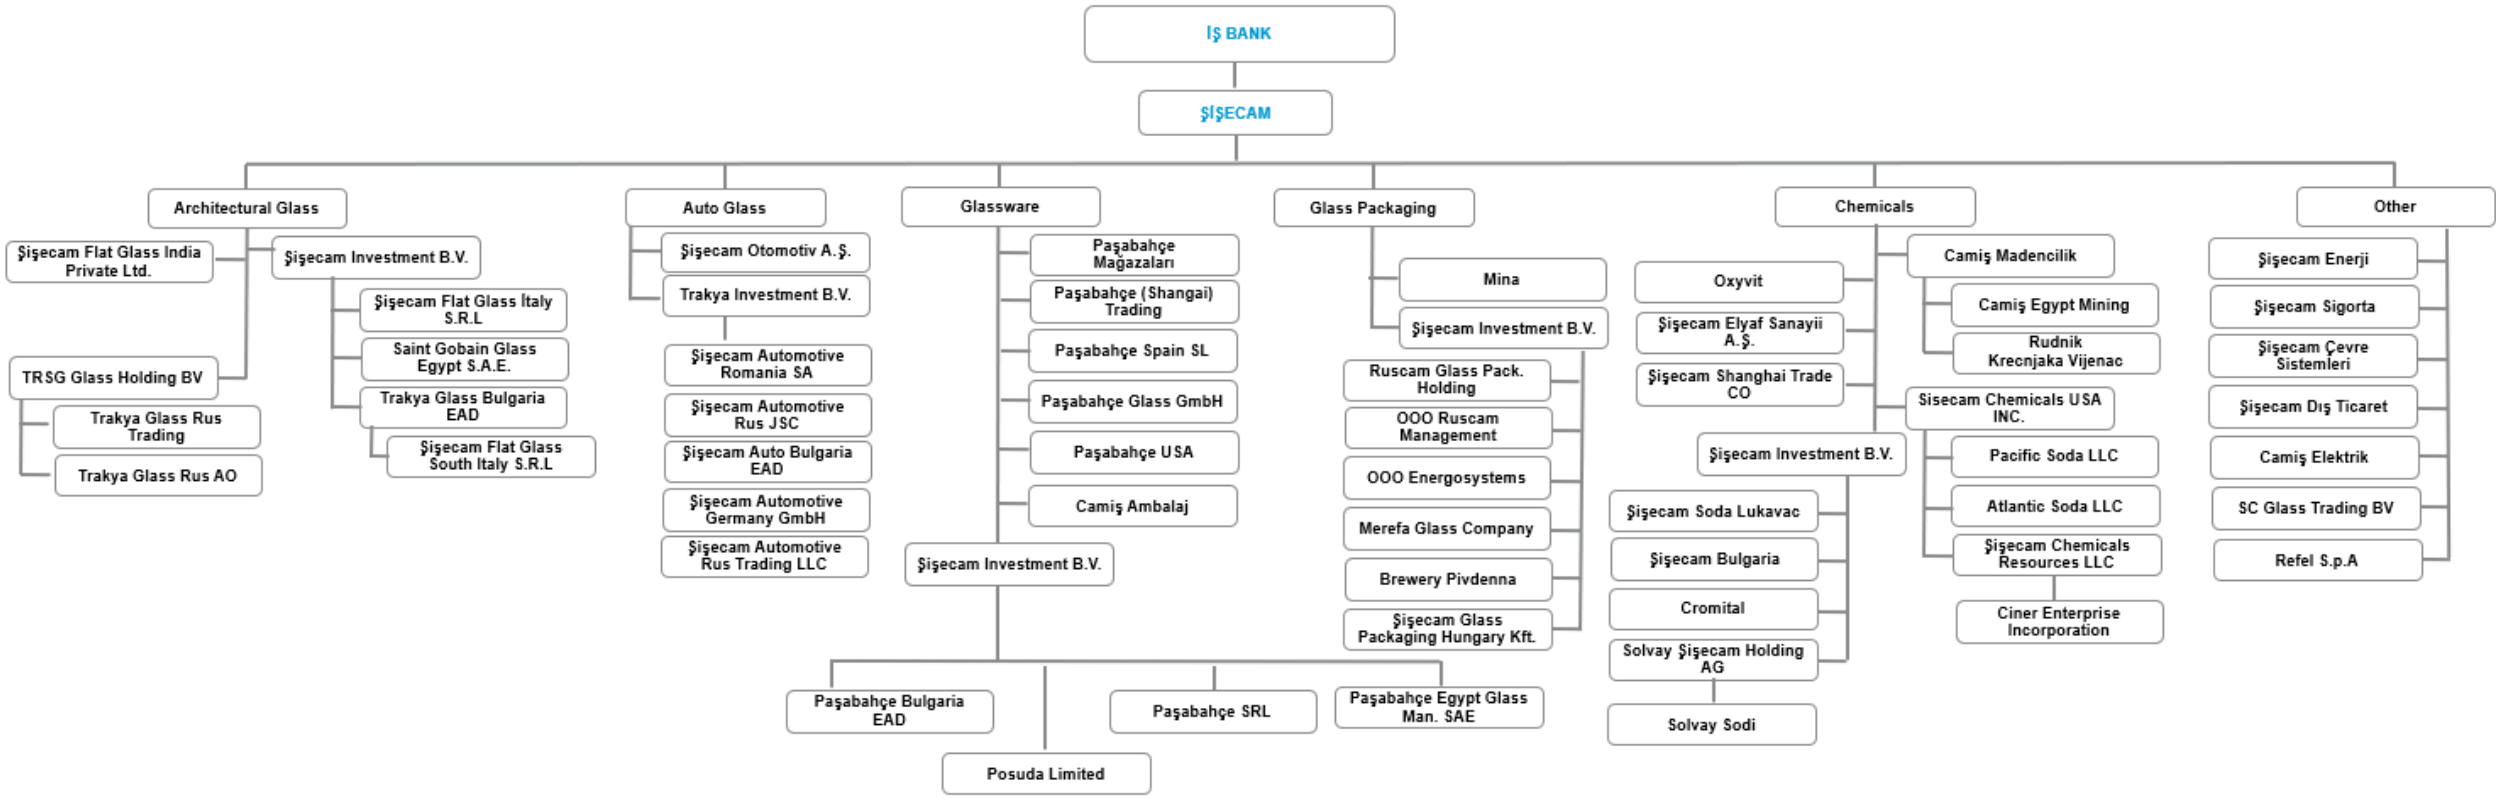 İŞ BANK
ŞİŞECAM
Architectural Glass
Şişecam Flat Glass India
Private Ltd.
Şişecam Investment B.V.
Şişecam Flat Glass İtaly
S.R.L
Saint Gobain Glass
Egypt S.A.E.
Trakya Glass Bulgaria
EAD
Şişecam Flat Glass
South Italy S.R.L
TRSG Glass Holding BV
Trakya Glass Rus
Trading
Trakya Glass Rus AO
Auto Glass
Şişecam Otomotiv A.Ş.
Trakya Investment B.V.
Şişecam Automotive
Romania SA
Şişecam Automotive
Rus JSC
Şişecam Auto Bulgaria
EAD
Şişecam Automotive
Germany GmbH
Şişecam Automotive
Rus Trading LLC
Glassware
Paşabahçe
Mağazaları
Paşabahçe (Shangai)
Trading
Paşabahçe Spain SL
Paşabahçe Glass GmbH
Paşabahçe USA
Camiş Ambalaj
Şişecam Investment B.V.
Paşabahçe Bulgaria
EAD
Posuda Limited
Paşabahçe SRL
Paşabahçe Egypt Glass
Man. SAE
Glass Packaging
Mina
Şişecam Investment B.V.
Ruscam Glass Pack.
Holding
OOO Ruscam
Management
OOO Energosystems
Merefa Glass Company
Brewery Pivdenna
Şişecam Glass
Packaging Hungary Kft.
Chemicals
Oxyvit
Şişecam Elyaf Sanayii
A.Ş.
Şişecam Shanghai Trade
CO
Camiş Madencilik
Camiş Egypt Mining
Rudnik
Krecnjaka Vijenac
Sisecam Chemicals USA
INC.
Pacific Soda LLC
Atlantic Soda LLC
Şişecam Chemicals
Resources LLC
Ciner Enterprise
Incorporation
Şişecam Investment B.V.
Şişecam Soda Lukavac
Şişecam Bulgaria
Cromital
Solvay Şişecam Holding
AG
Solvay Sodi
Other
Şişecam Enerji
Şişecam Sigorta
Şişecam Çevre
Sistemleri
Şişecam Dış Ticaret
Camiş Elektrik
SC Glass Trading BV
Refel S.p.A